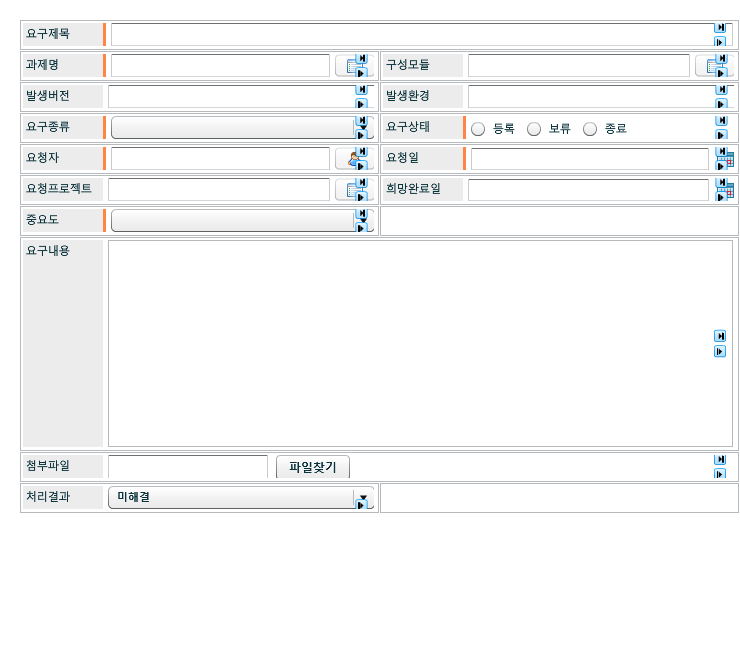 요구제목
과제명
구성모듈
발생버전
발생환경
요구종류
요구상태
등록 보류 종료
요청자
요청일
요청프로젝트
희망완료일
중요도
요구내용
첨부파일
파일찾기
처리결과
미해결